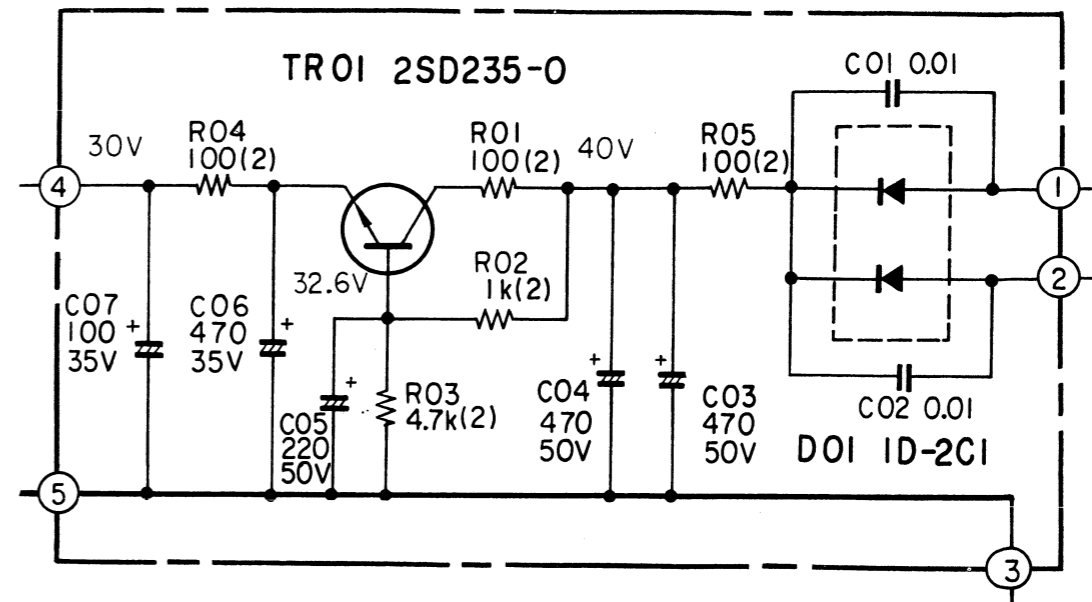 TR01 2SD235-0
C01 0.01
30V
R04
100(2)
R01
100(2)
40V
R05
100(2)
4
1
2
32.6V
R02
1k(2)
C07
100 +
35V
C06
470 +
35V
+
C05
220
50V
R03
4.7k(2)
+
C04
470
50V
+
C03
470
50V
C02 0.01
D01 1D-2C1
5
3